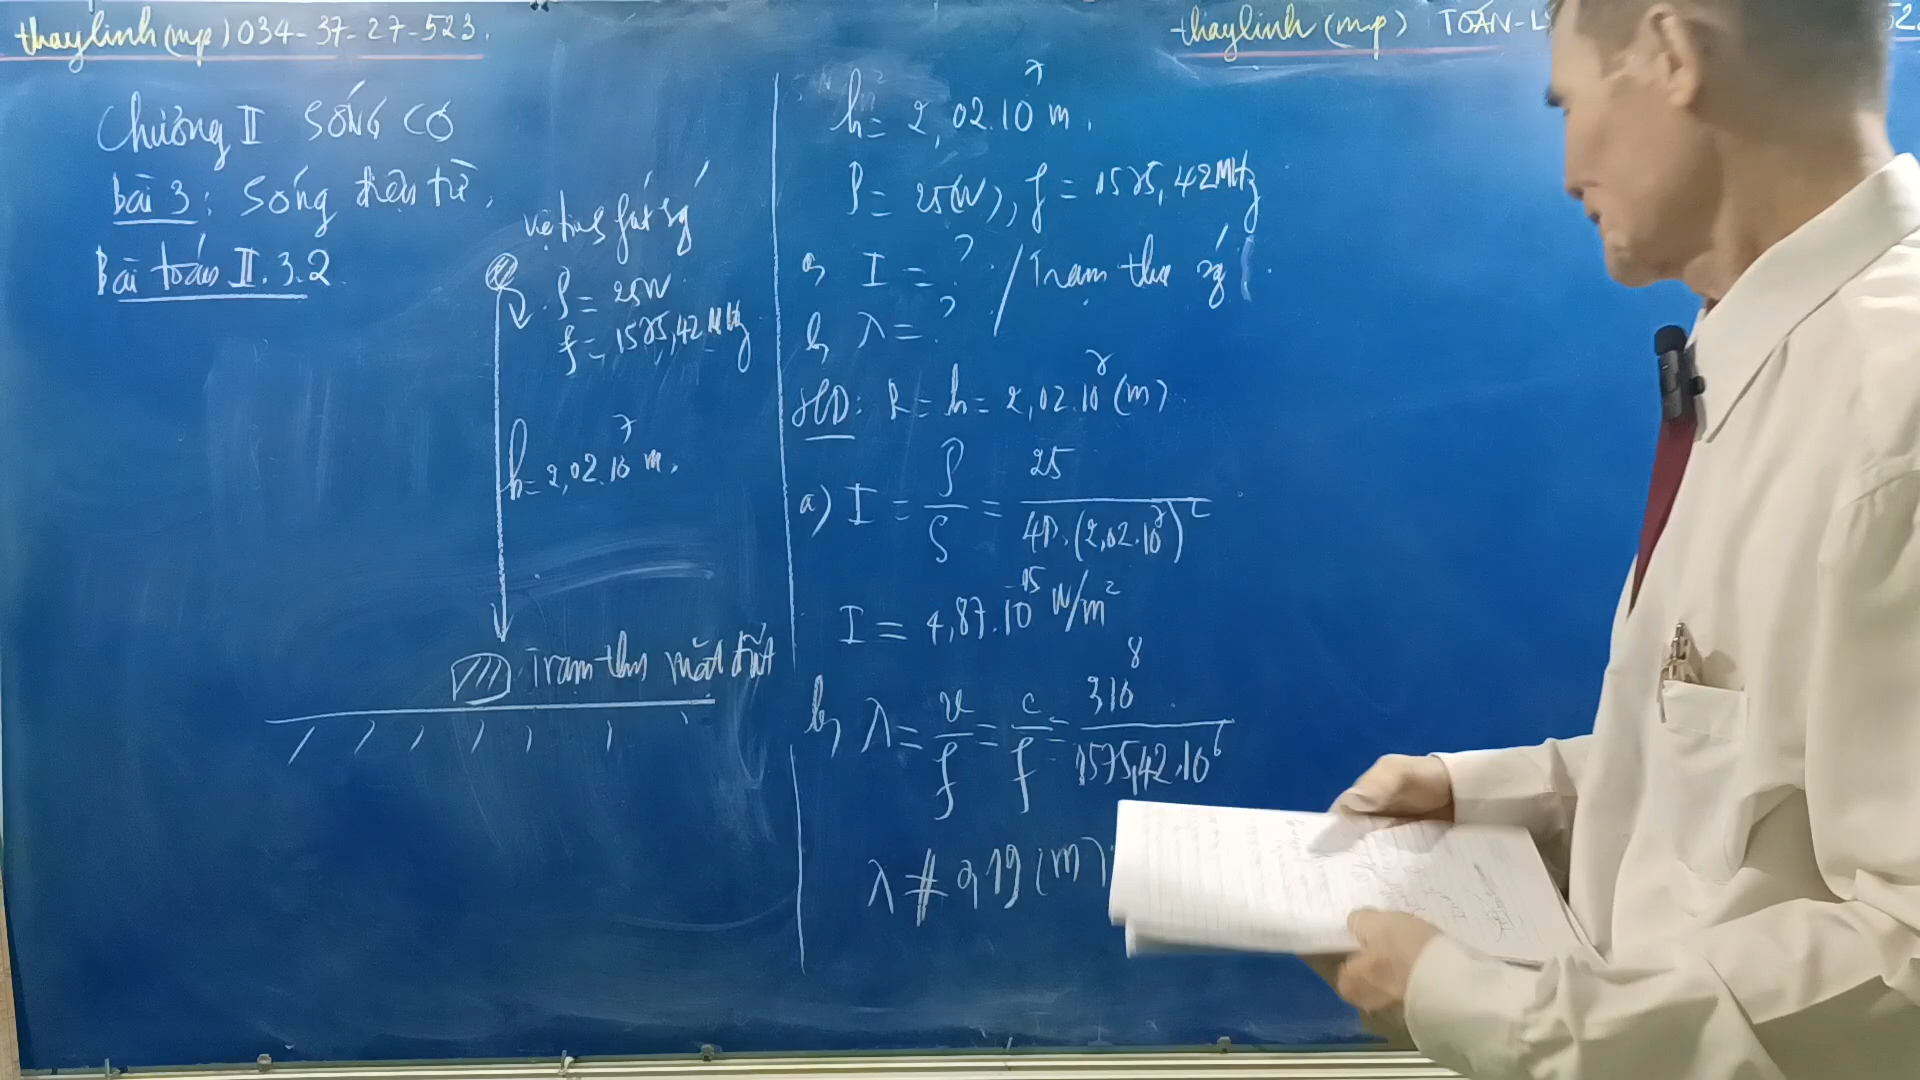 thaylinh (mp) 034-37-27-523.
thaylinh (mp) TOÁN-L
Chương II SÓNG CƠ
Bài 3: Sóng điện từ.
Bài toán II.3.2
Vệ tinh phát sóng
P = 25W
f = 1575,42 MHz
h = 2,02.10⁷ m.
Trạm thu mặt đất
h = 2,02.10⁷ m.
P = 25(W), f = 1575,42 MHz
a, I = ? / Trạm thu sóng
b, λ = ?
HD: R = h = 2,02.10⁷ (m)
a) I = P/S = 25/4π.(2,02.10⁷)²
I = 4,87.10⁻¹⁵ W/m²
b, λ = v/f = c/f = 310⁸/1575,42.10⁶
λ # 0,19 (m)